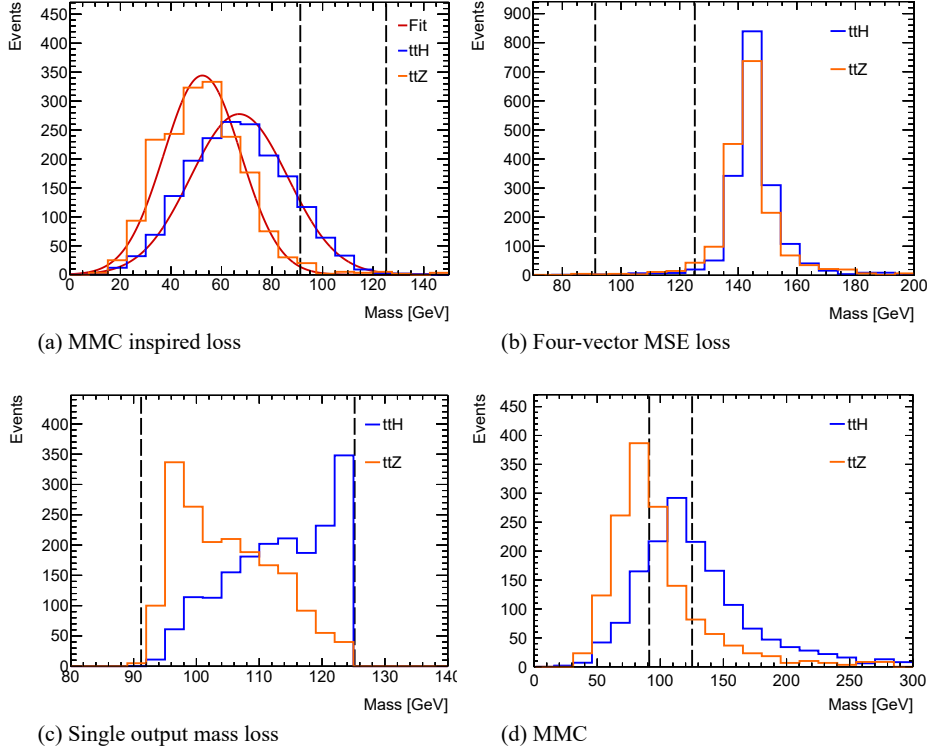 Events
450
400
350
300
250
200
150
100
50
0
Fit
ttH
ttZ
0 20 40 60 80 100 120 140
Mass [GeV]
(a) MMC inspired loss
Events
900
800
700
600
500
400
300
200
100
0
ttH
ttZ
80 100 120 140 160 180 200
Mass [GeV]
(b) Four-vector MSE loss
Events
400
350
300
250
200
150
100
50
0
ttH
ttZ
80 90 100 110 120 130 140
Mass [GeV]
(c) Single output mass loss
Events
450
400
350
300
250
200
150
100
50
0
ttH
ttZ
0 50 100 150 200 250 300
Mass [GeV]
(d) MMC